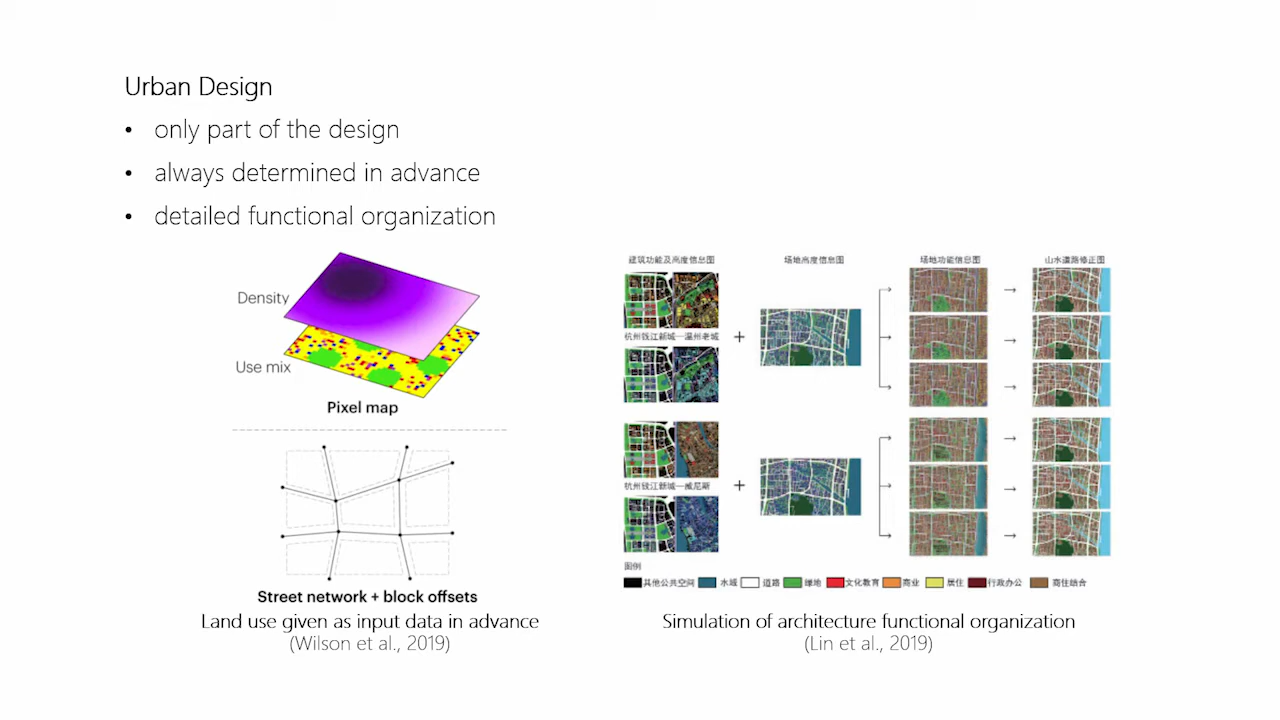 Urban Design
• only part of the design
• always determined in advance
• detailed functional organization
Density
Use mix
Pixel map
Street network + block offsets
Land use given as input data in advance
(Wilson et al., 2019)
建筑功能及高度信息图
场地高度信息图
场地功能信息图
山水道路修正图
杭州钱江新城—温州老城
+
杭州钱江新城—威尼斯
+
图例
其他公共空间 水域 道路 绿地 文化教育 商业 居住 行政办公 商住结合
Simulation of architecture functional organization
(Lin et al., 2019)